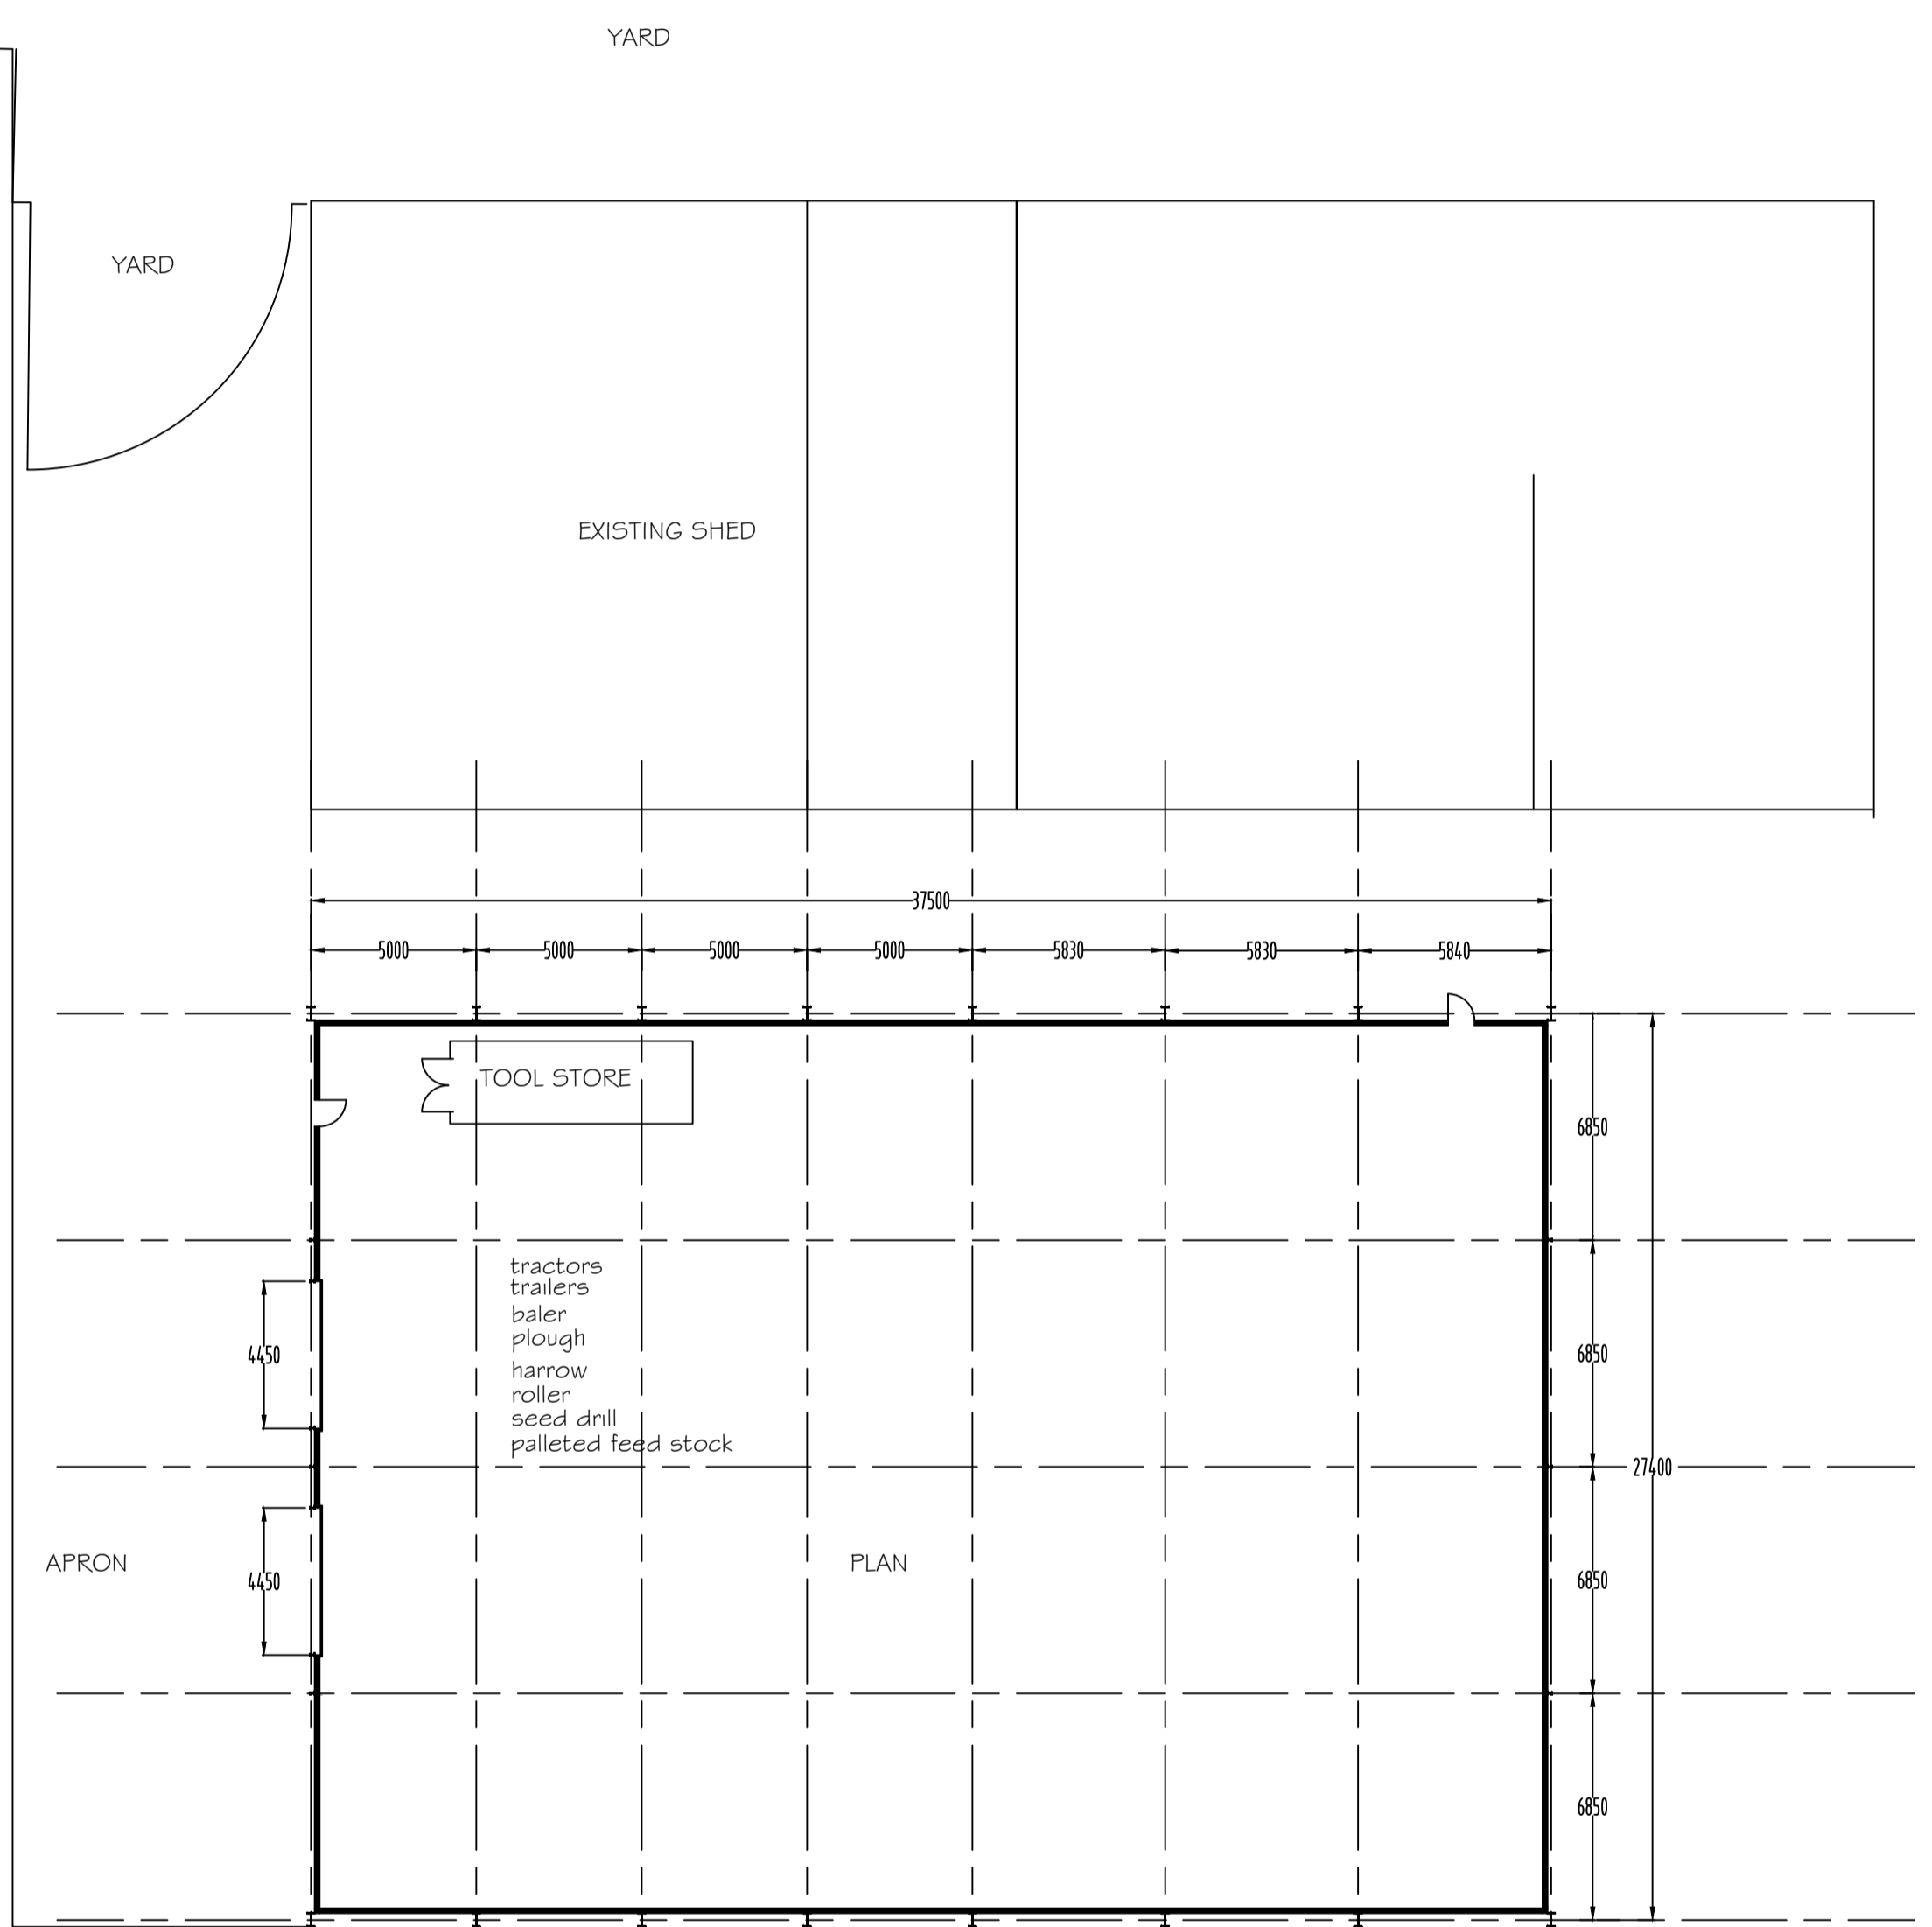 YARD
YARD
EXISTING SHED
37500
5000 5000 5000 5000 5830 5830 5840
TOOL STORE
6850
tractors
trailers
baler
plough
harrow
roller
seed drill
palleted feed stock
4450
6850
27400
APRON
PLAN
4450
6850
6850